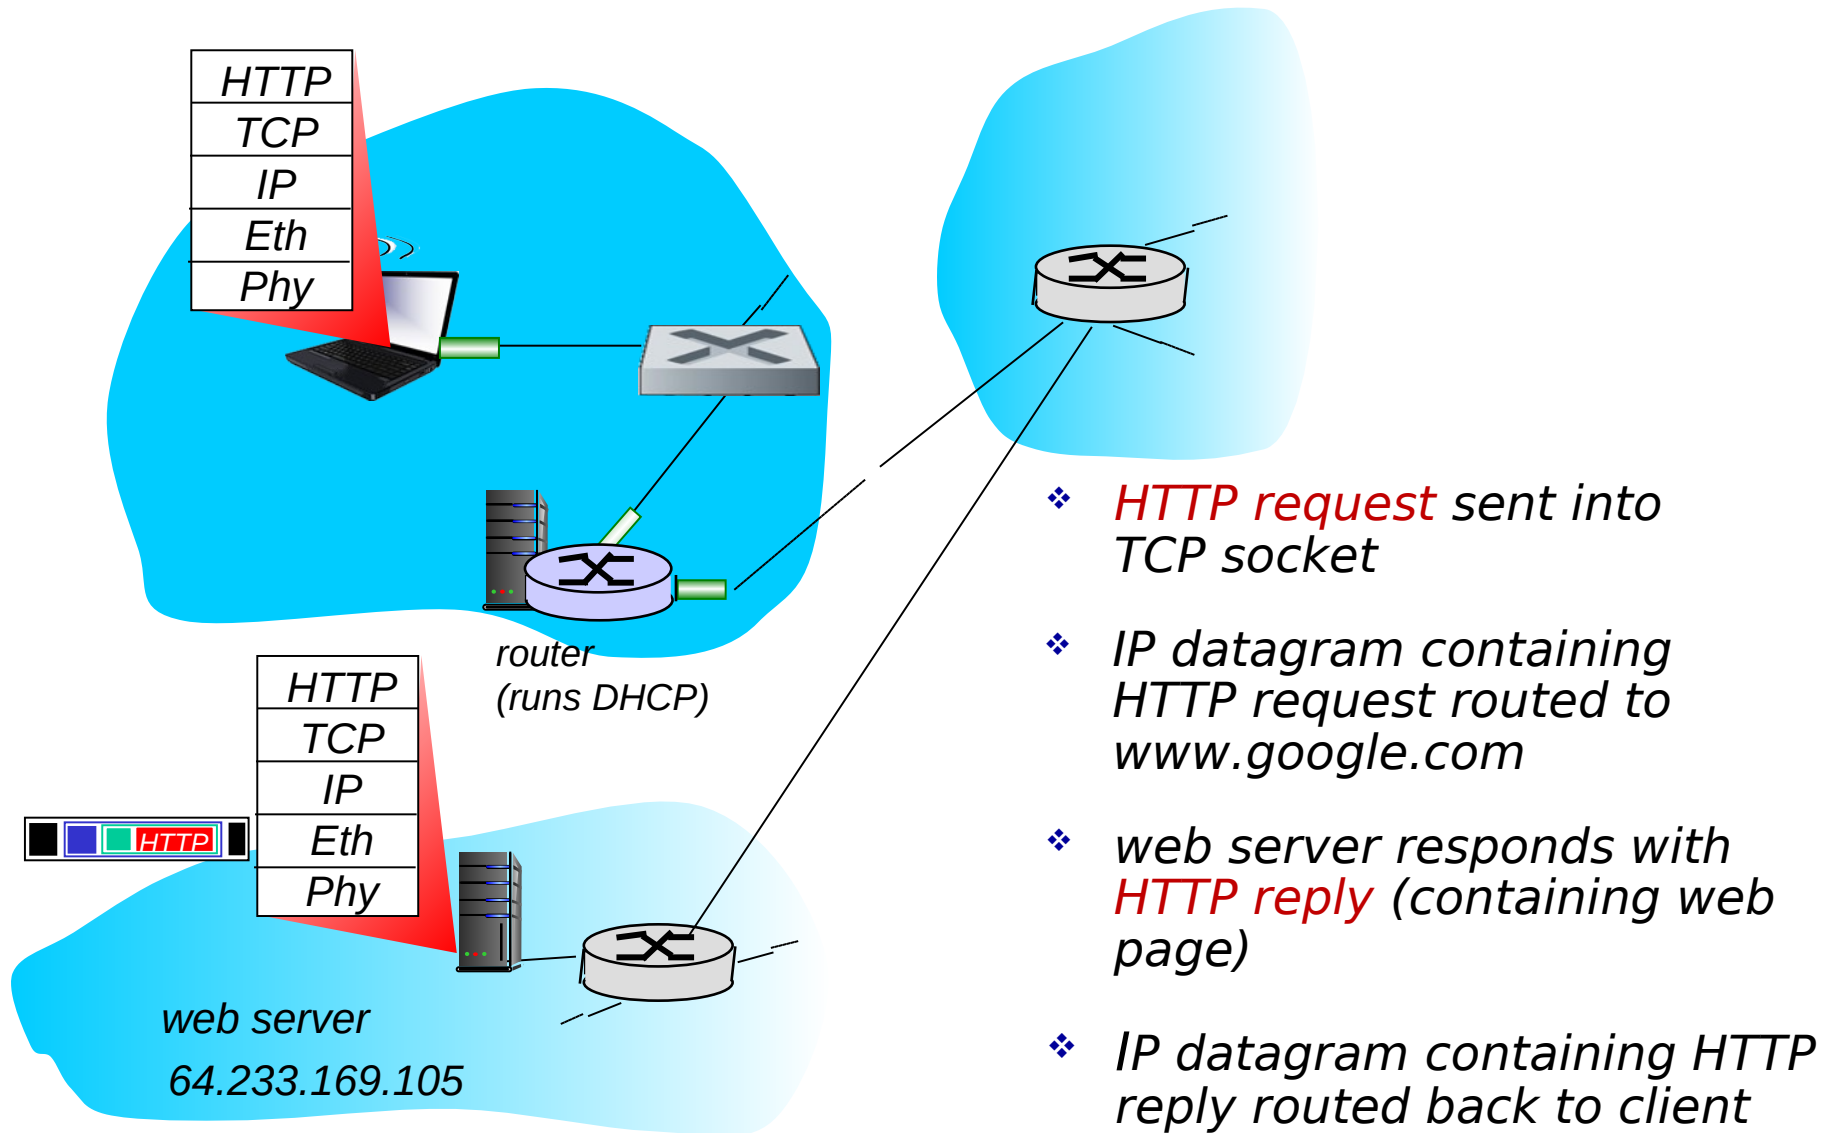 HTTP
TCP
IP
Eth
Phy
router
(runs DHCP)
HTTP
TCP
IP
Eth
Phy
HTTP
web server
64.233.169.105
HTTP request sent into
TCP socket
IP datagram containing
HTTP request routed to
www.google.com
web server responds with
HTTP reply (containing web
page)
IP datagram containing HTTP
reply routed back to client